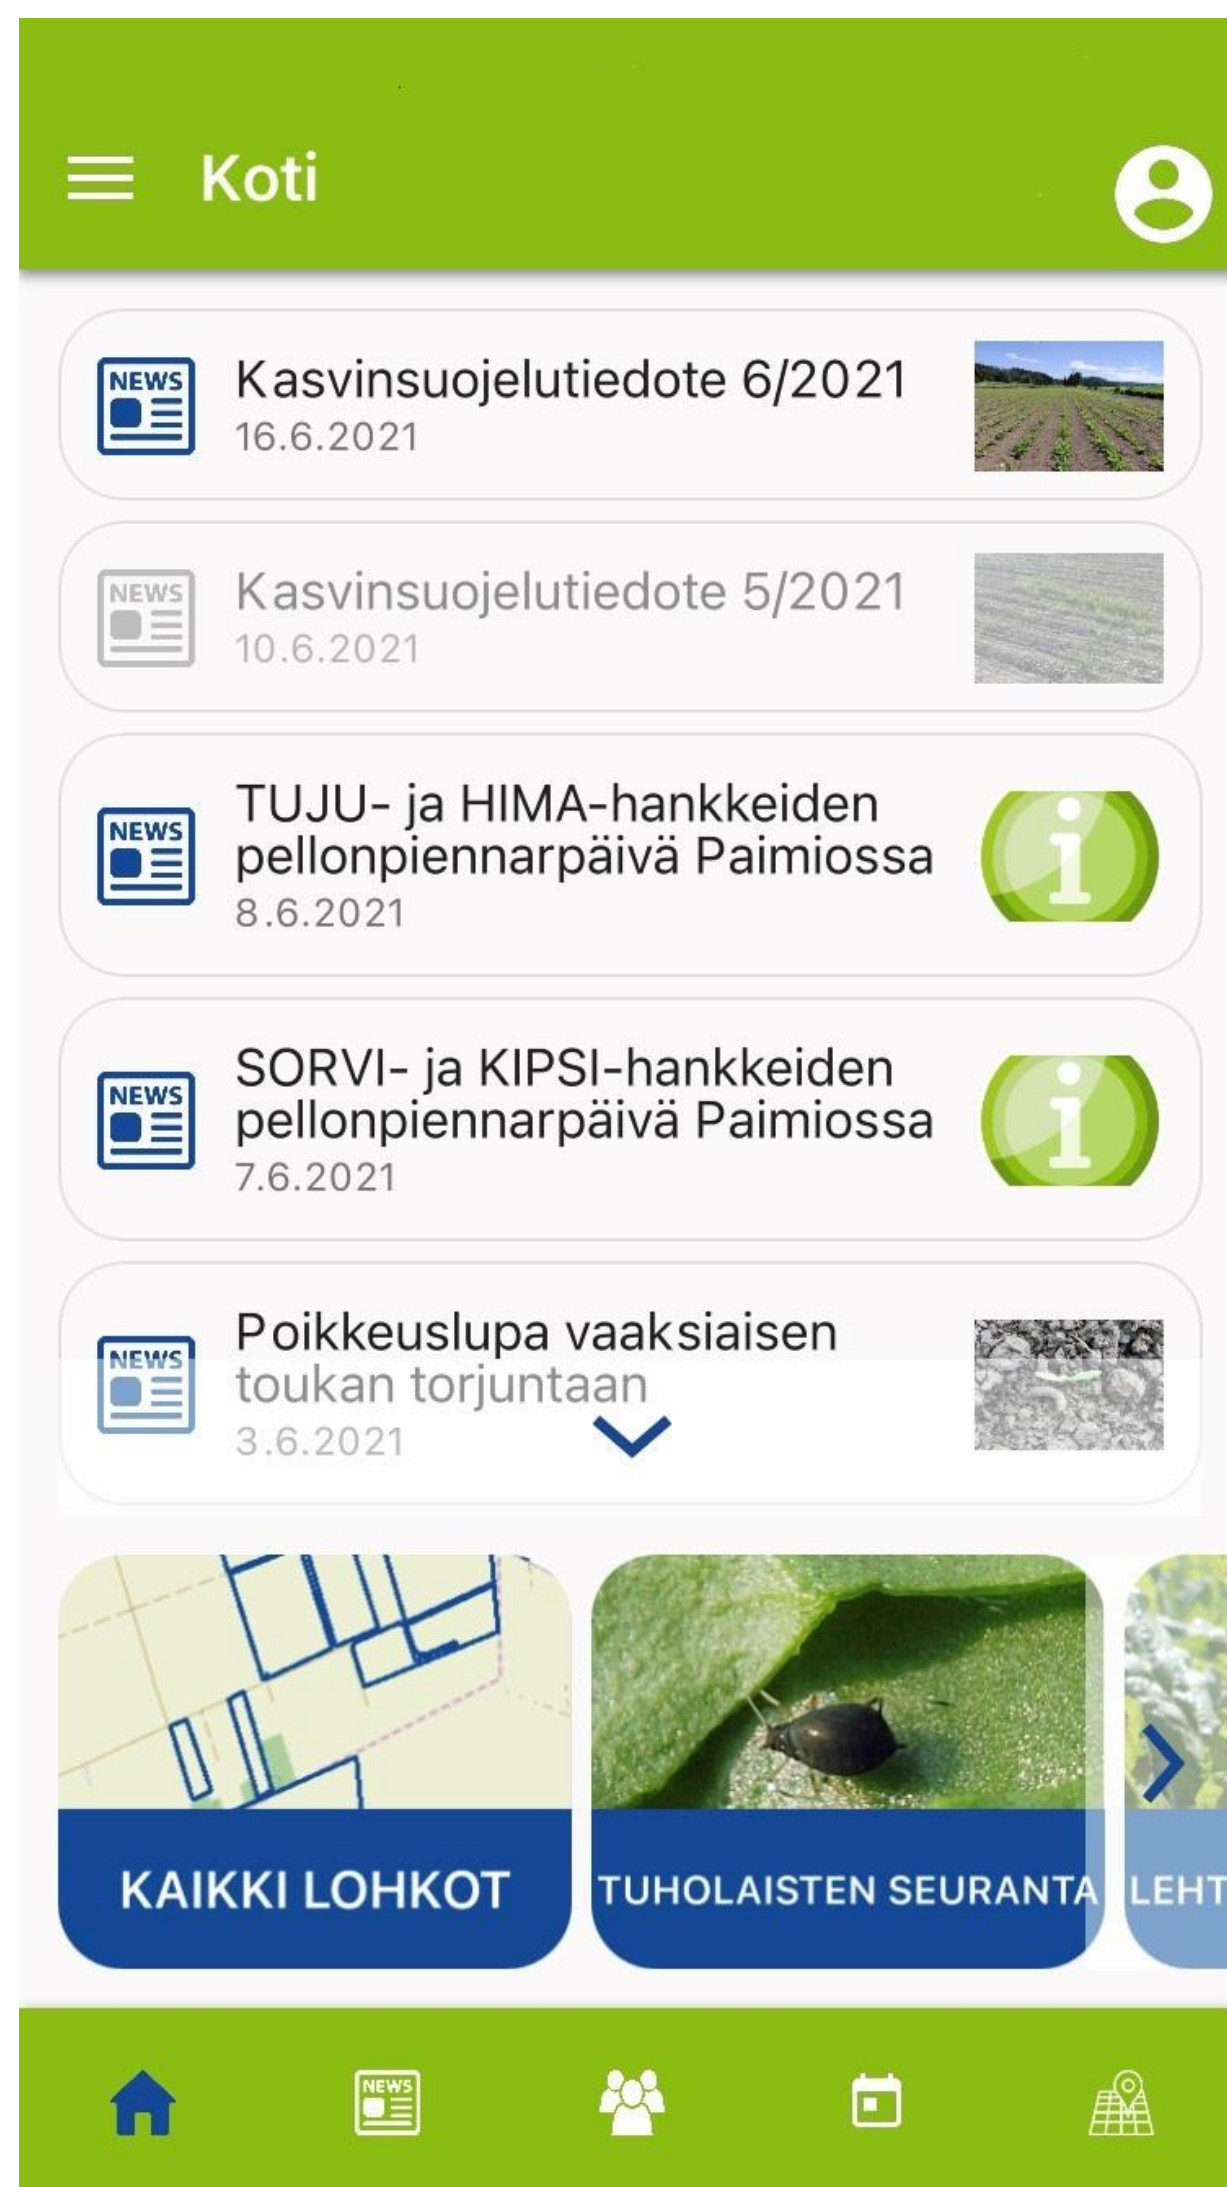 Koti
NEWS
Kasvinsuojelutiedote 6/2021
16.6.2021
NEWS
Kasvinsuojelutiedote 5/2021
10.6.2021
TUJU- ja HIMA-hankkeiden
NEWS
pellonpiennarpäivä Paimiossa
8.6.2021
SORVI- ja KIPSI-hankkeiden
NEWS
pellonpiennarpäivä Paimiossa
7.6.2021
Poikkeuslupa vaaksiaisen
NEWS
toukan torjuntaan
3.6.2021
KAIKKI LOHKOT
TUHOLAISTEN SEURANTA
LEHT
NEWS